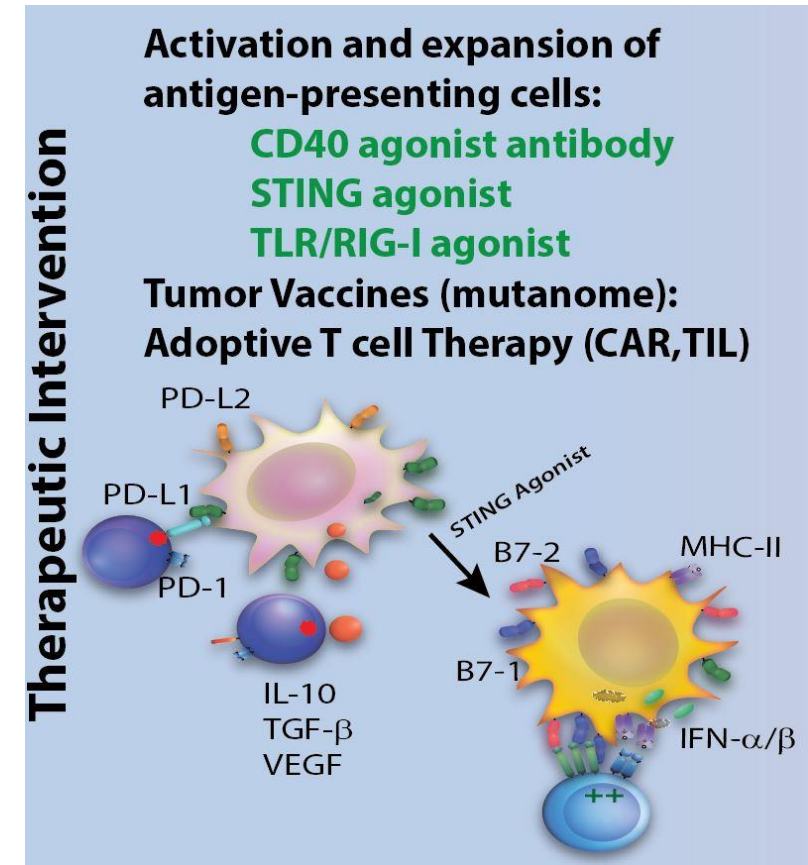 Therapeutic Intervention
Activation and expansion of
antigen-presenting cells:
CD40 agonist antibody
STING agonist
TLR/RIG-I agonist
Tumor Vaccines (mutanome):
Adoptive T cell Therapy (CAR,TIL)
PD-L2
PD-L1
PD-1
STING Agonist
B7-2
MHC-II
B7-1
IL-10
TGF-β
VEGF
IFN-α/β
++